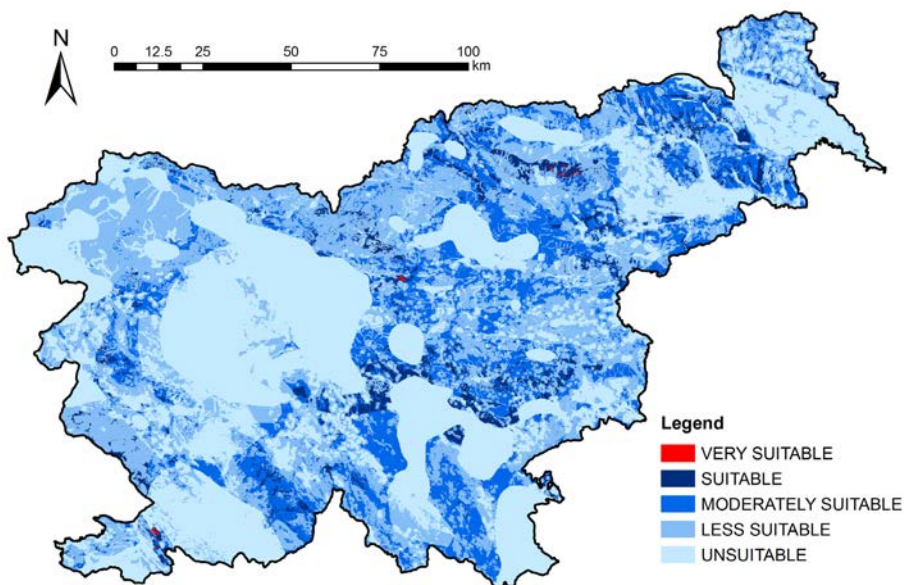 N
0 12.5 25 50 75 100
km
Legend
VERY SUITABLE
SUITABLE
MODERATELY SUITABLE
LESS SUITABLE
UNSUITABLE